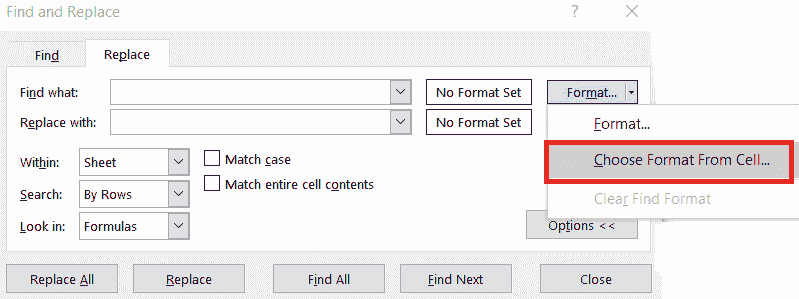 Find and Replace ? ×
Find Replace
Find what: No Format Set Format...
Replace with: No Format Set
Format...
Within: Sheet Match case
Choose Format From Cell...
Match entire cell contents
Search: By Rows
Clear Find Format
Look in: Formulas Options <<
Replace All Replace Find All Find Next Close